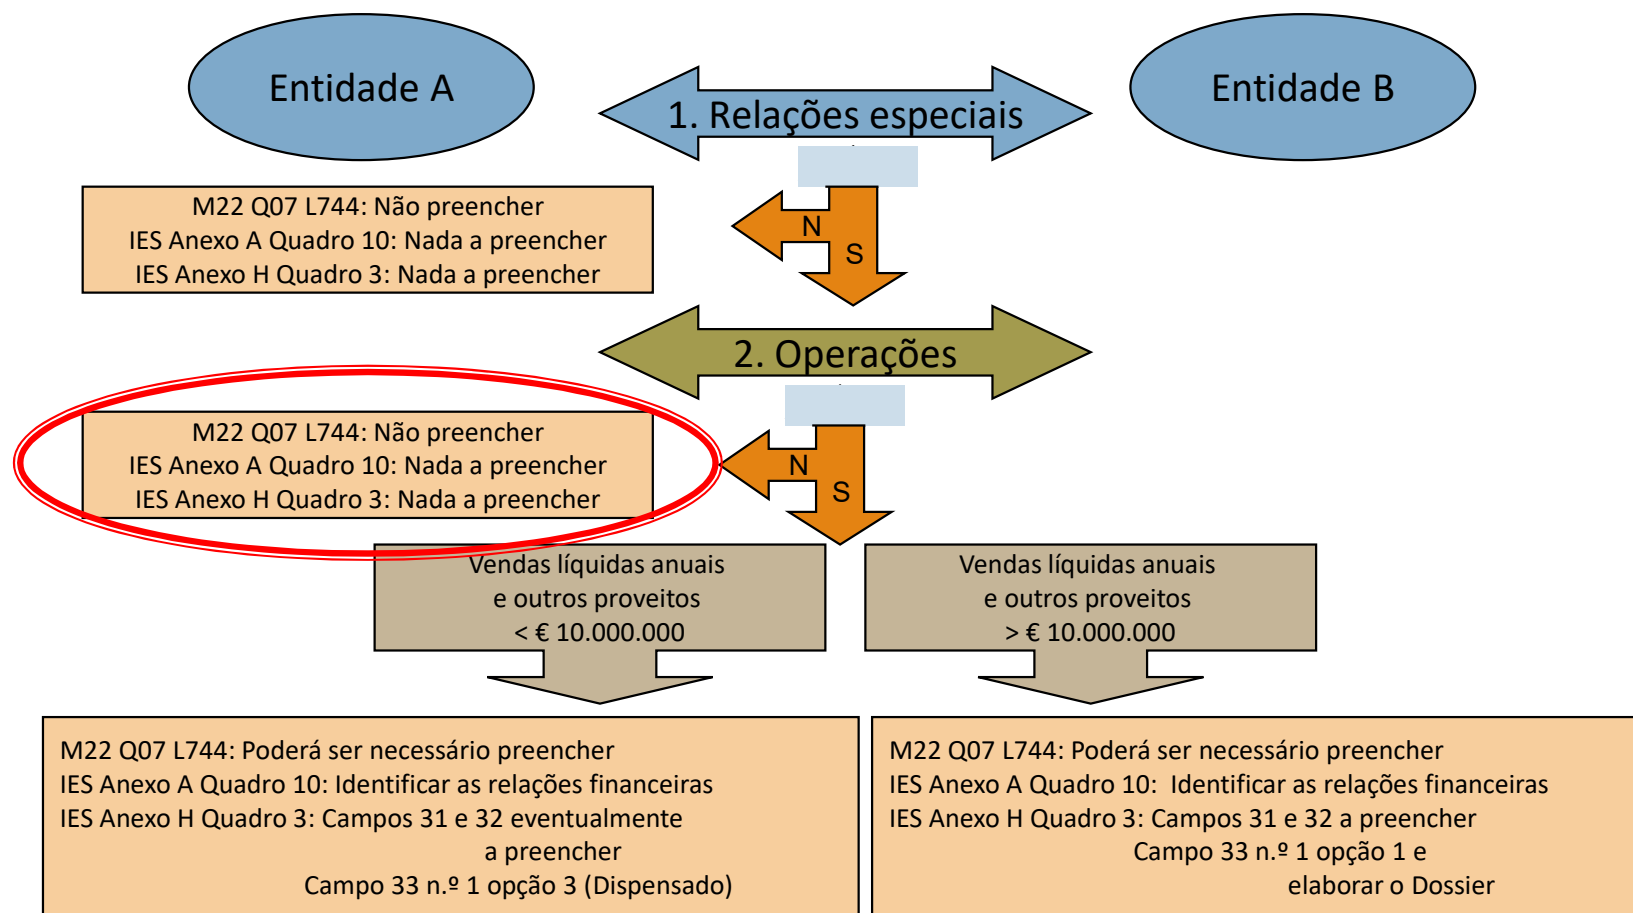 Entidade A
Entidade B
1. Relações especiais
M22 Q07 L744: Não preencher
IES Anexo A Quadro 10: Nada a preencher
IES Anexo H Quadro 3: Nada a preencher
N
S
2. Operações
M22 Q07 L744: Não preencher
IES Anexo A Quadro 10: Nada a preencher
IES Anexo H Quadro 3: Nada a preencher
N
S
Vendas líquidas anuais
e outros proveitos
< € 10.000.000
Vendas líquidas anuais
e outros proveitos
> € 10.000.000
M22 Q07 L744: Poderá ser necessário preencher
IES Anexo A Quadro 10: Identificar as relações financeiras
IES Anexo H Quadro 3: Campos 31 e 32 eventualmente
a preencher
Campo 33 n.º 1 opção 3 (Dispensado)
M22 Q07 L744: Poderá ser necessário preencher
IES Anexo A Quadro 10:  Identificar as relações financeiras
IES Anexo H Quadro 3: Campos 31 e 32 a preencher
Campo 33 n.º 1 opção 1 e
elaborar o Dossier